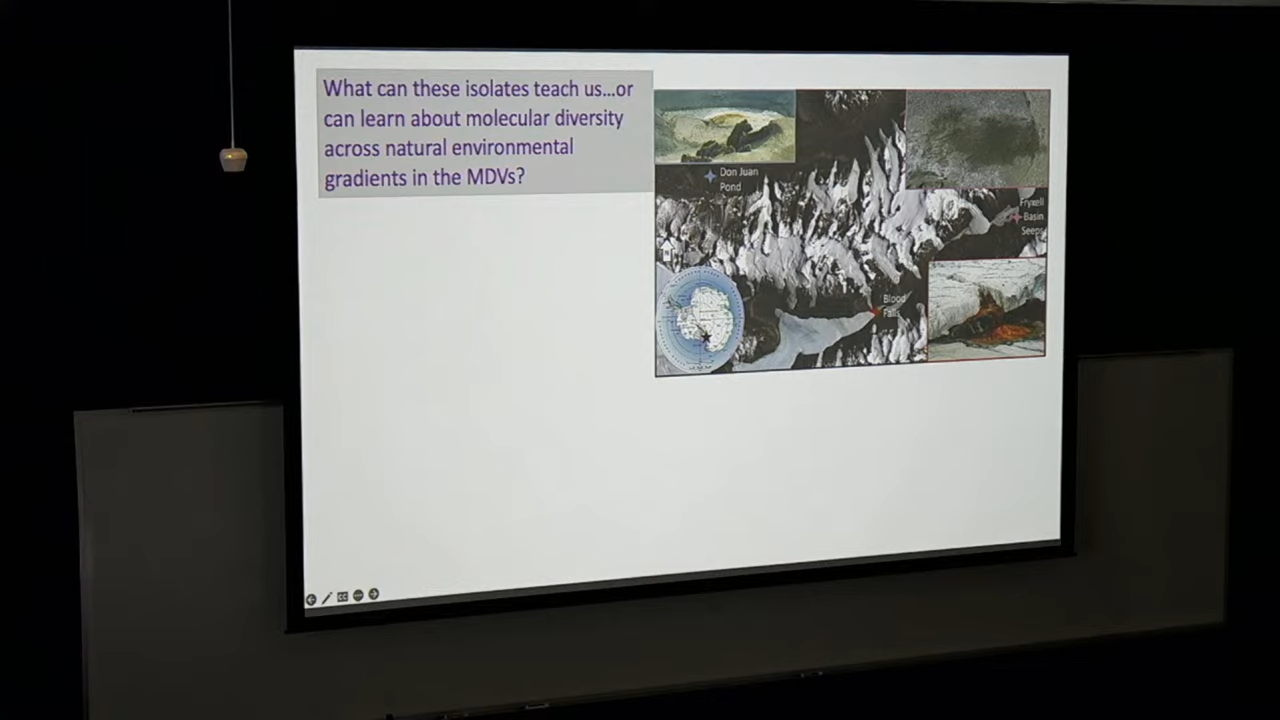 What can these isolates teach us...or
can learn about molecular diversity
across natural environmental
gradients in the MDVs?
Don Juan
Pond
Fryxell
Basin
Seeps
Blood
Falls